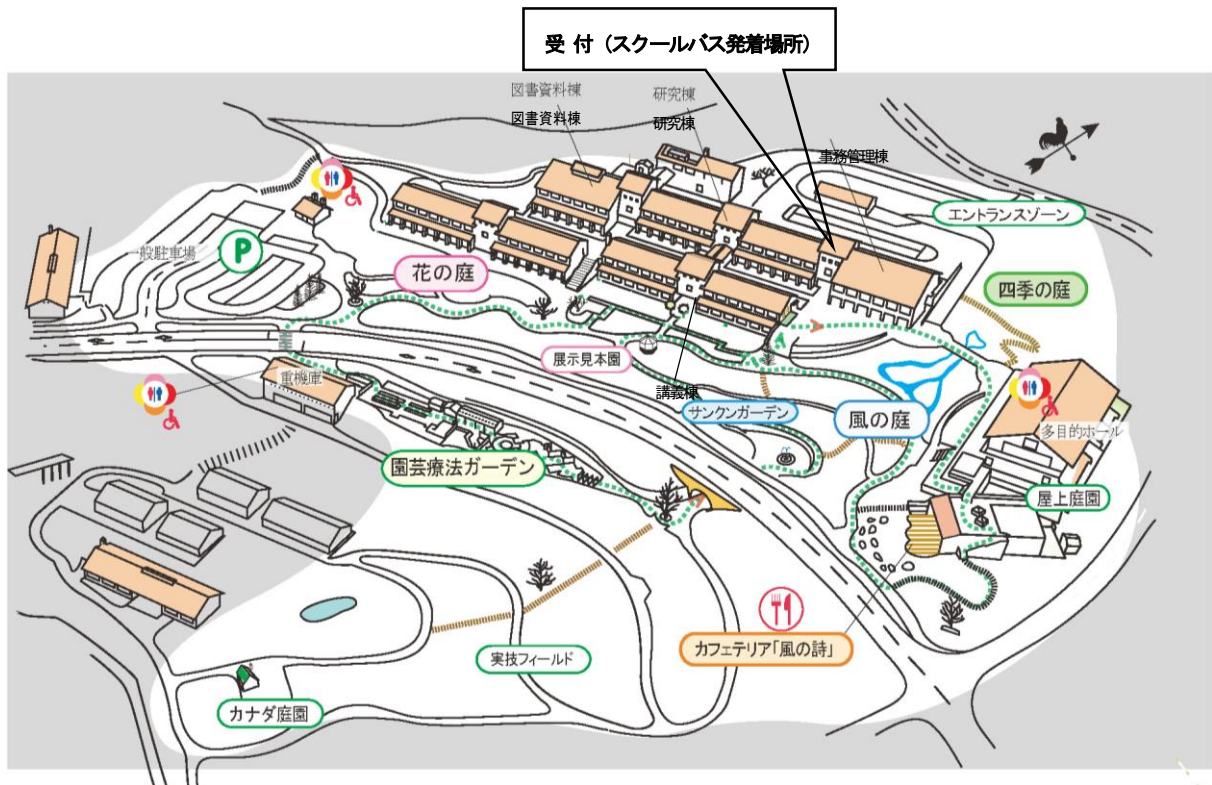 受 付（スクールバス発着場所）
図書資料棟
研究棟
図書資料棟
研究棟
事務管理棟
エントランスゾーン
一般駐車場
P
花の庭
四季の庭
展示見本園
重機庫
講義棟
サンクンガーデン
風の庭
多目的ホール
園芸療法ガーデン
屋上庭園
カフェテリア「風の詩」
実技フィールド
カナダ庭園